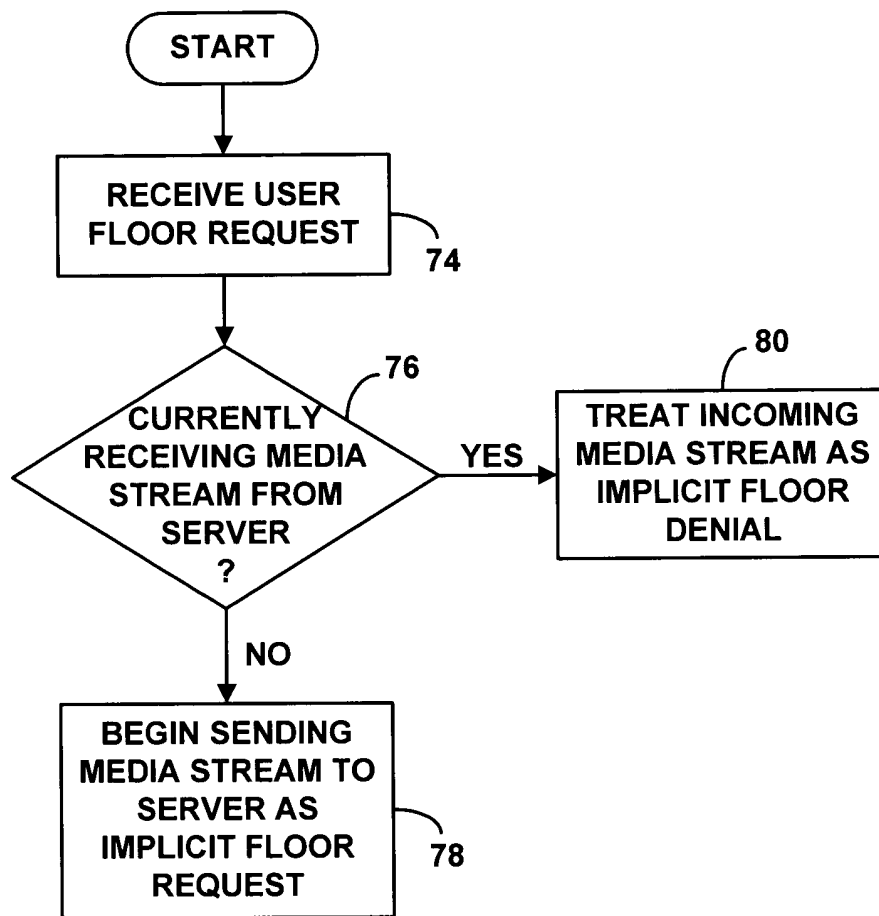 START
RECEIVE USER
FLOOR REQUEST
74
76
CURRENTLY
RECEIVING MEDIA
STREAM FROM
SERVER
?
YES
80
TREAT INCOMING
MEDIA STREAM AS
IMPLICIT FLOOR
DENIAL
NO
BEGIN SENDING
MEDIA STREAM TO
SERVER AS
IMPLICIT FLOOR
REQUEST
78